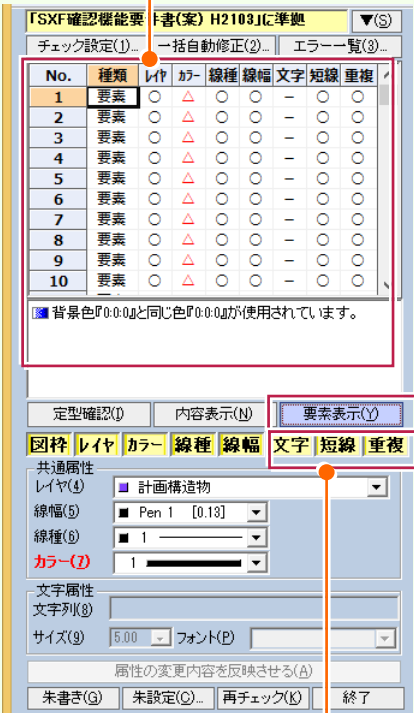 「SXF確認機能要件書(案) H2103」に準拠 ▼(S)
チェック設定(1)... 一括自動修正(2)... エラー一覧(3)...
No. 種類 レイヤ カラー 線種 線幅 文字 短線 重複
1 要素 ○ △ ○ ○ － ○ ○
2 要素 ○ △ ○ ○ － ○ ○
3 要素 ○ △ ○ ○ － ○ ○
4 要素 ○ △ ○ ○ － ○ ○
5 要素 ○ △ ○ ○ － ○ ○
6 要素 ○ △ ○ ○ － ○ ○
7 要素 ○ △ ○ ○ － ○ ○
8 要素 ○ △ ○ ○ － ○ ○
9 要素 ○ △ ○ ○ － ○ ○
10 要素 ○ △ ○ ○ － ○ ○
背景色『0:0:0』と同じ色『0:0:0』が使用されています。
定型確認(I) 内容表示(N) 要素表示(Y)
図枠 レイヤ カラー 線種 線幅 文字 短線 重複
共通属性
レイヤ(4) 計画構造物
線幅(5) Pen 1 [0.13]
線種(6) 1
カラー(7) 1
文字属性
文字列(8)
サイズ(9) 5.00 フォント(P)
属性の変更内容を反映させる(A)
朱書き(G) 朱設定(C)... 再チェック(K) 終了